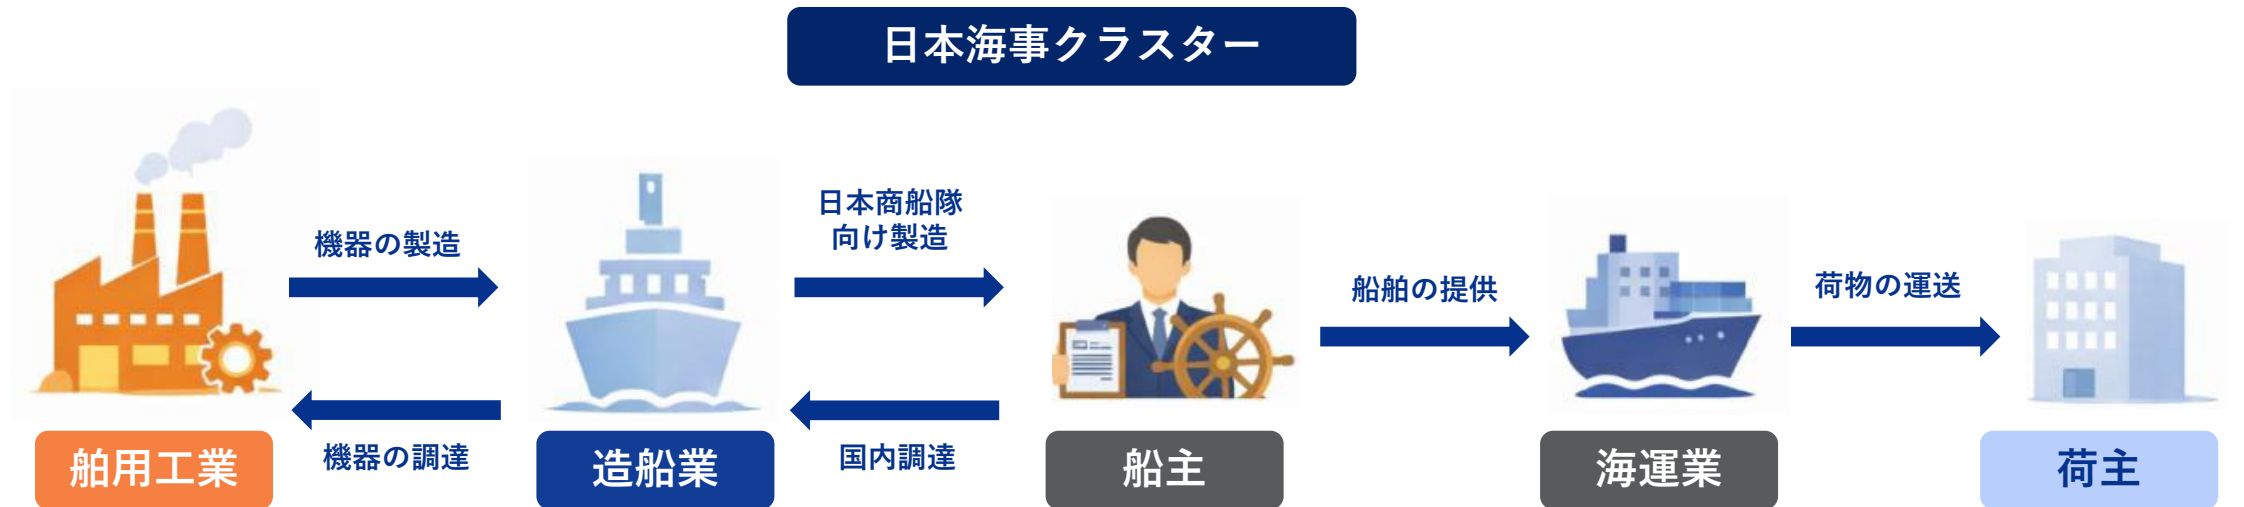 日本海事クラスター
機器の製造
日本商船隊
向け製造
船舶の提供
荷物の運送
機器の調達
国内調達
舶用工業
造船業
船主
海運業
荷主